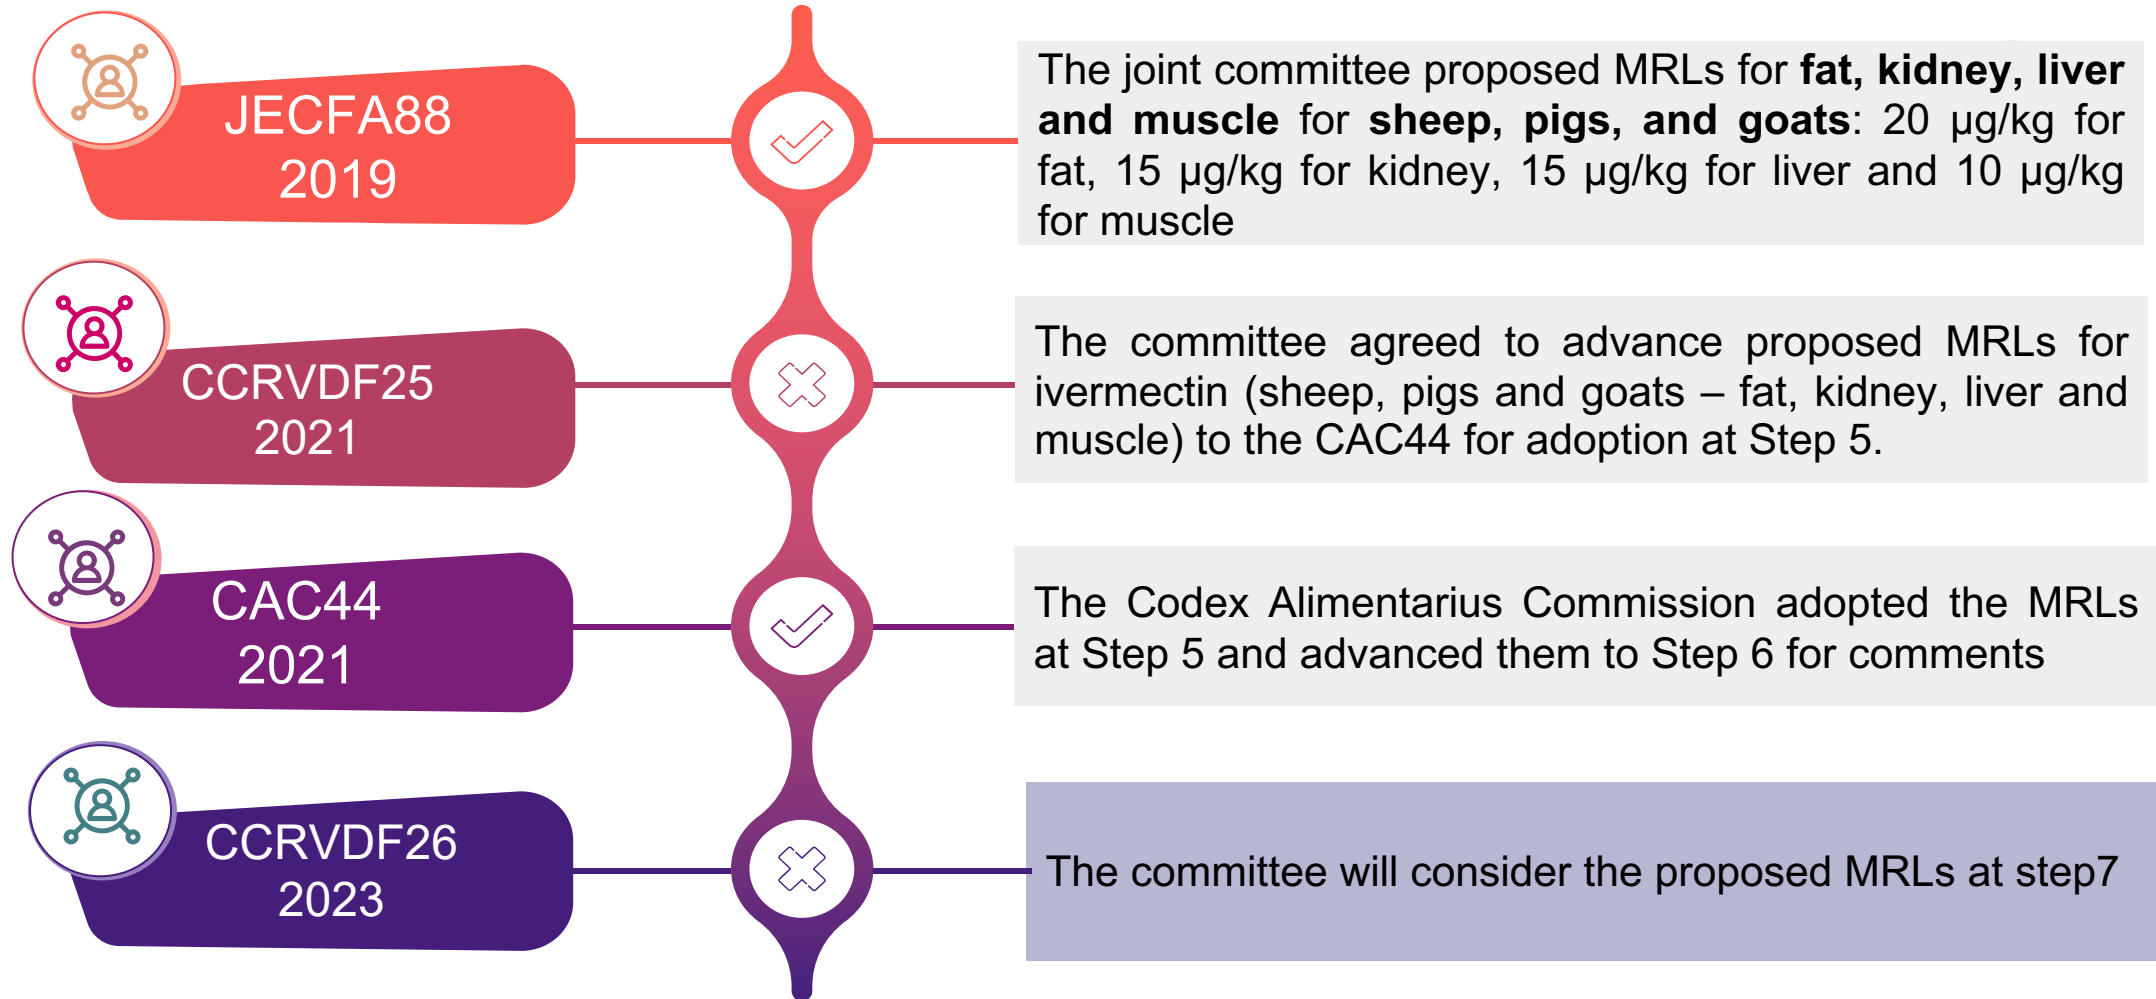 JECFA88
2019
The joint committee proposed MRLs for fat, kidney, liver
and muscle for sheep, pigs, and goats: 20 µg/kg for
fat, 15 µg/kg for kidney, 15 µg/kg for liver and 10 µg/kg
for muscle
CCRVDF25
2021
The committee agreed to advance proposed MRLs for
ivermectin (sheep, pigs and goats – fat, kidney, liver and
muscle) to the CAC44 for adoption at Step 5.
CAC44
2021
The Codex Alimentarius Commission adopted the MRLs
at Step 5 and advanced them to Step 6 for comments
CCRVDF26
2023
The committee will consider the proposed MRLs at step7